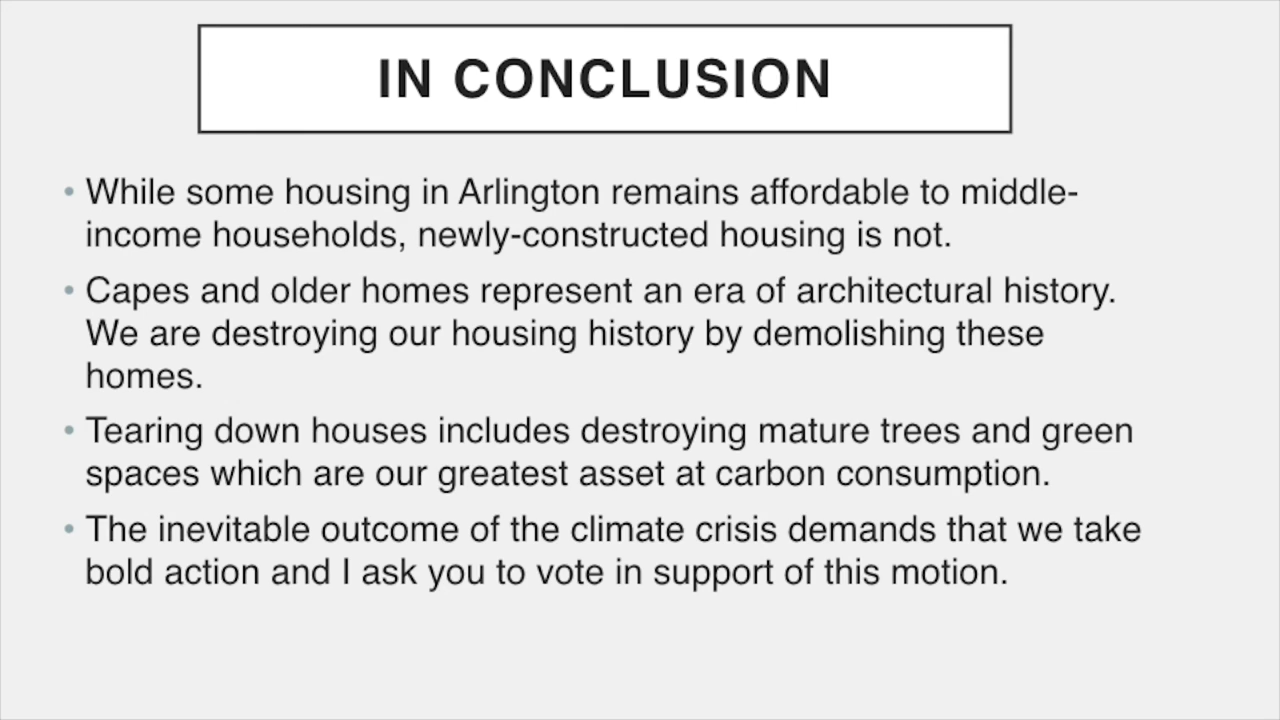 IN CONCLUSION
• While some housing in Arlington remains affordable to middle-
income households, newly-constructed housing is not.
• Capes and older homes represent an era of architectural history.
We are destroying our housing history by demolishing these
homes.
• Tearing down houses includes destroying mature trees and green
spaces which are our greatest asset at carbon consumption.
• The inevitable outcome of the climate crisis demands that we take
bold action and I ask you to vote in support of this motion.